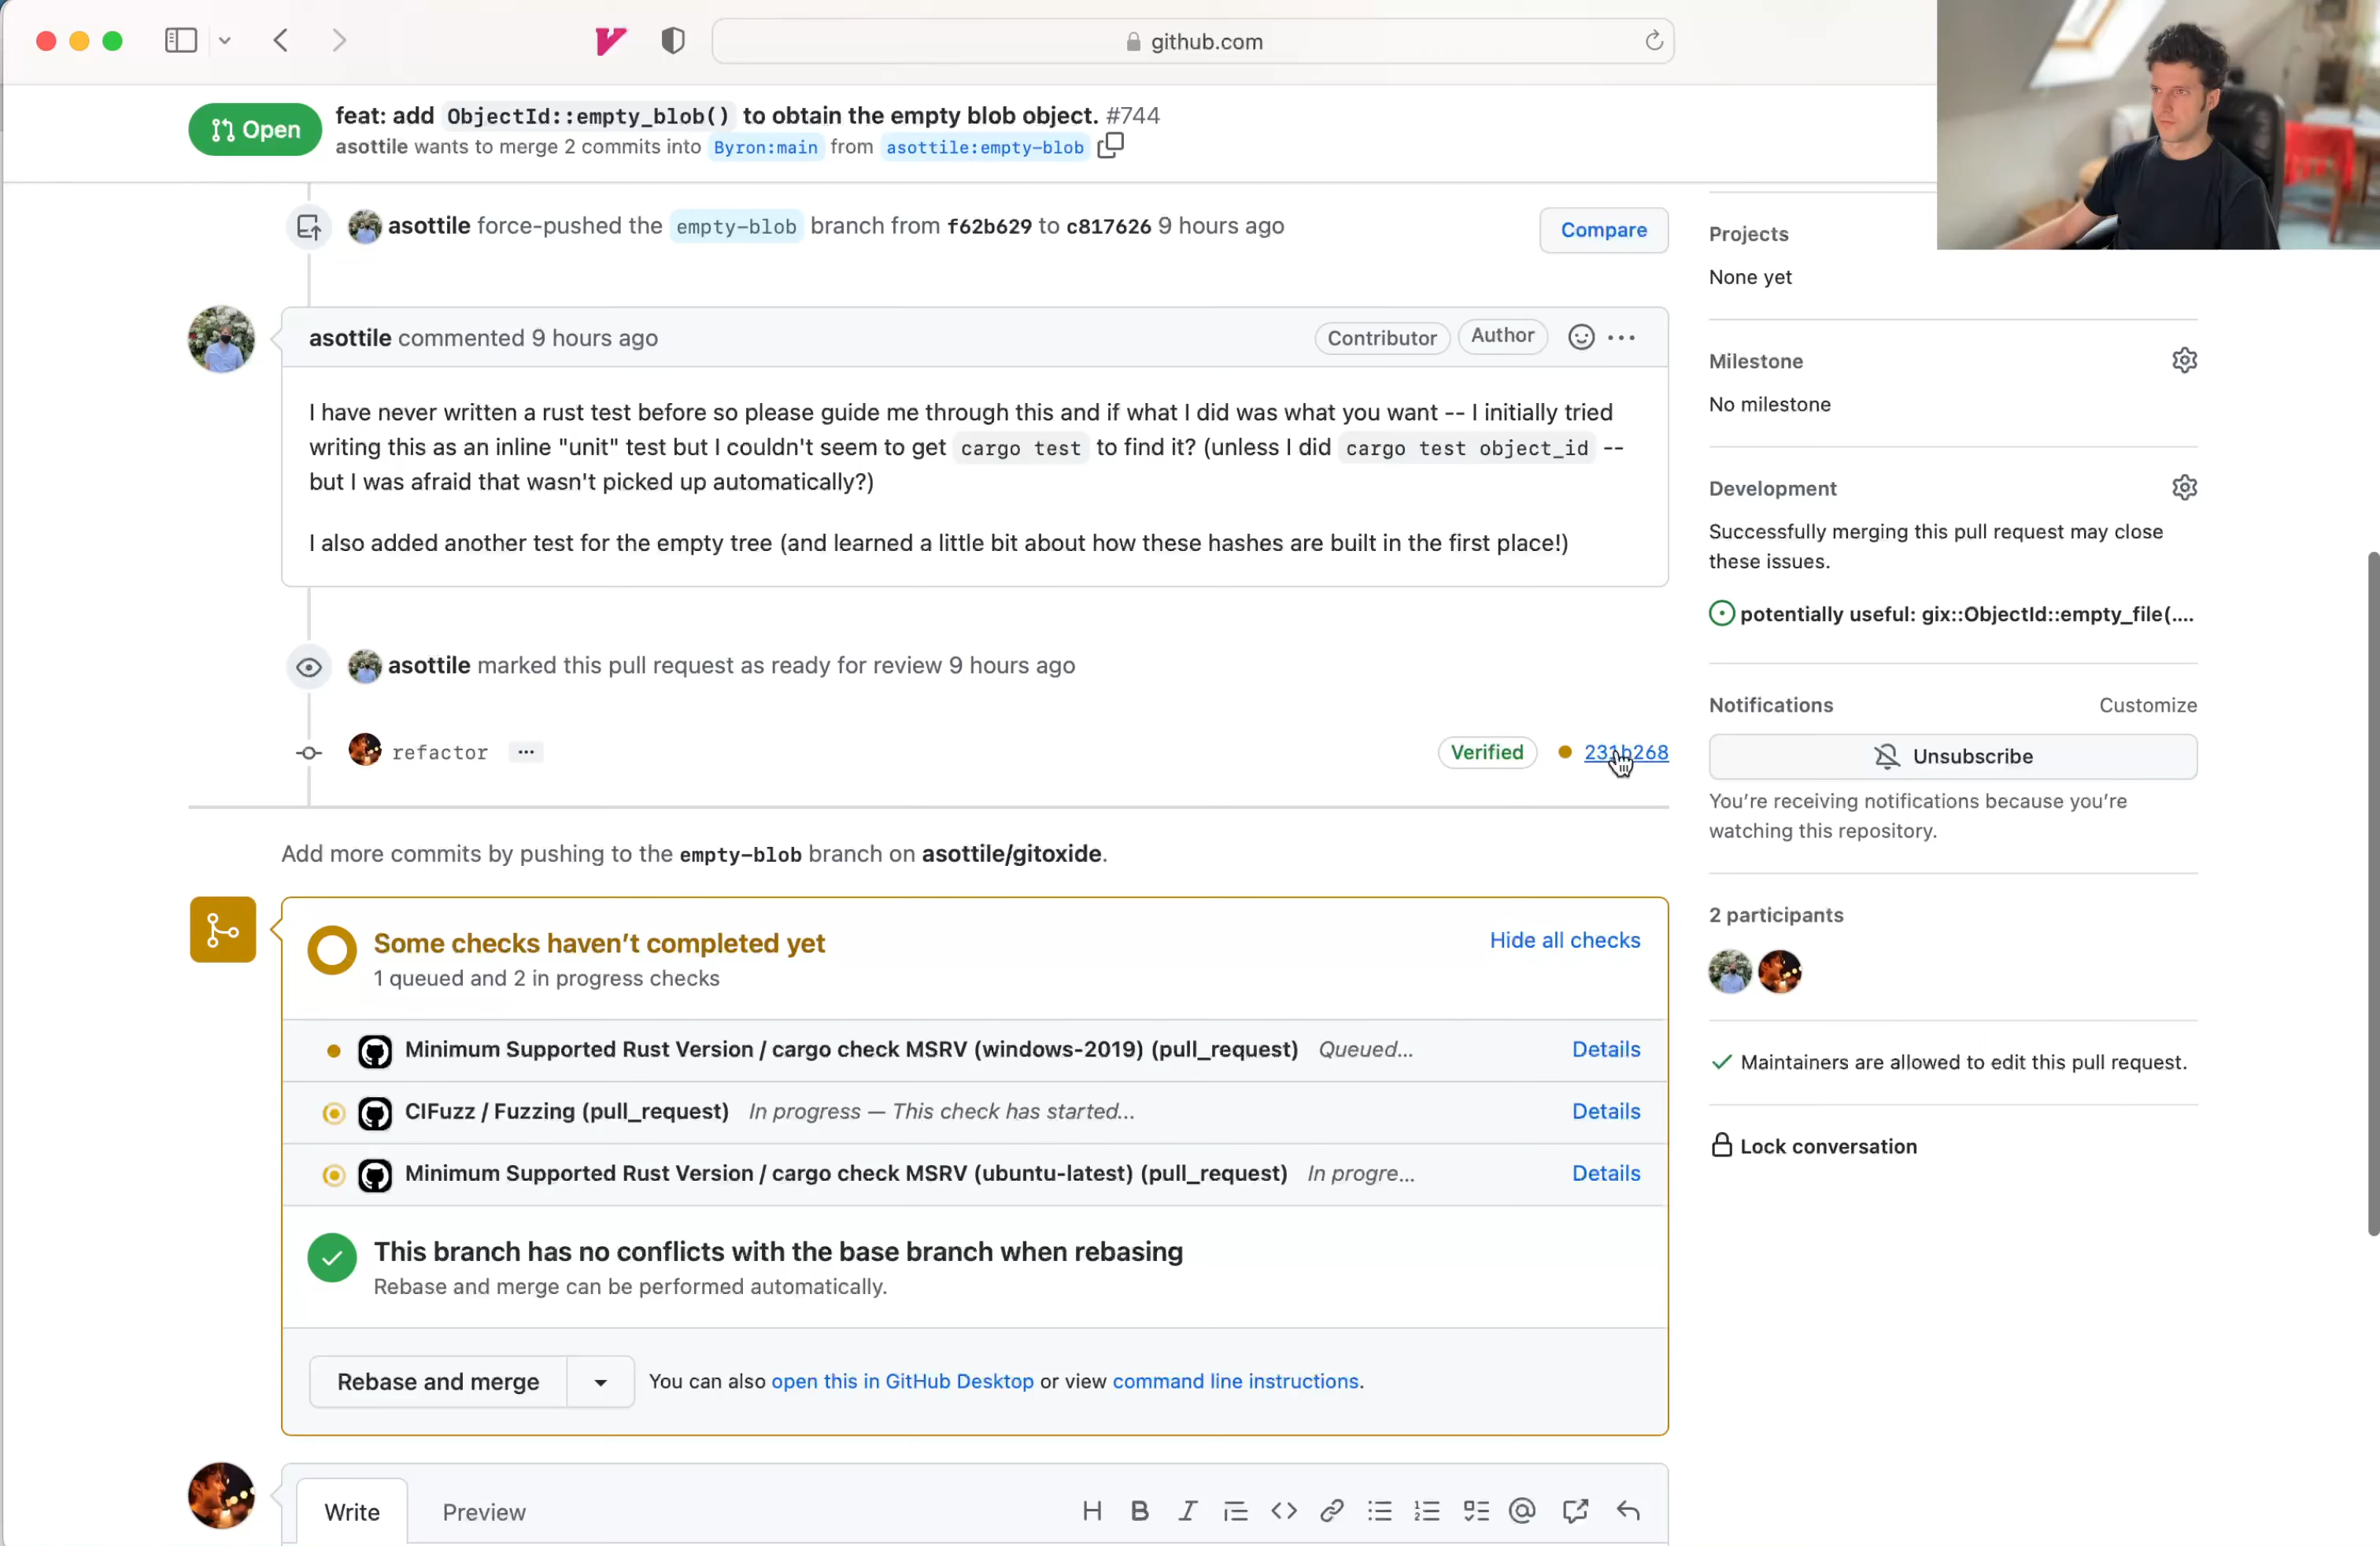 github.com
Open
feat: add ObjectId::empty_blob() to obtain the empty blob object. #744
asottile wants to merge 2 commits into Byron:main from asottile:empty-blob
asottile force-pushed the empty-blob branch from f62b629 to c817626 9 hours ago
Compare
asottile commented 9 hours ago
Contributor
Author
I have never written a rust test before so please guide me through this and if what I did was what you want -- I initially tried
writing this as an inline "unit" test but I couldn't seem to get cargo test to find it? (unless I did cargo test object_id --
but I was afraid that wasn't picked up automatically?)
I also added another test for the empty tree (and learned a little bit about how these hashes are built in the first place!)
asottile marked this pull request as ready for review 9 hours ago
refactor
Verified
231b268
Add more commits by pushing to the empty-blob branch on asottile/gitoxide.
Some checks haven't completed yet
Hide all checks
1 queued and 2 in progress checks
Minimum Supported Rust Version / cargo check MSRV (windows-2019) (pull_request) Queued...
Details
CIFuzz / Fuzzing (pull_request) In progress — This check has started...
Details
Minimum Supported Rust Version / cargo check MSRV (ubuntu-latest) (pull_request) In progre...
Details
This branch has no conflicts with the base branch when rebasing
Rebase and merge can be performed automatically.
Rebase and merge
You can also open this in GitHub Desktop or view command line instructions.
Write
Preview
Projects
None yet
Milestone
No milestone
Development
Successfully merging this pull request may close
these issues.
potentially useful: gix::ObjectId::empty_file(....
Notifications
Customize
Unsubscribe
You're receiving notifications because you're
watching this repository.
2 participants
Maintainers are allowed to edit this pull request.
Lock conversation